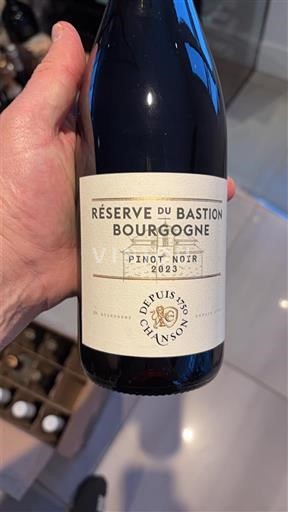 RÉSERVE DU BASTION
BOURGOGNE
PINOT NOIR
2023
DEPUIS 1750
CHANSON